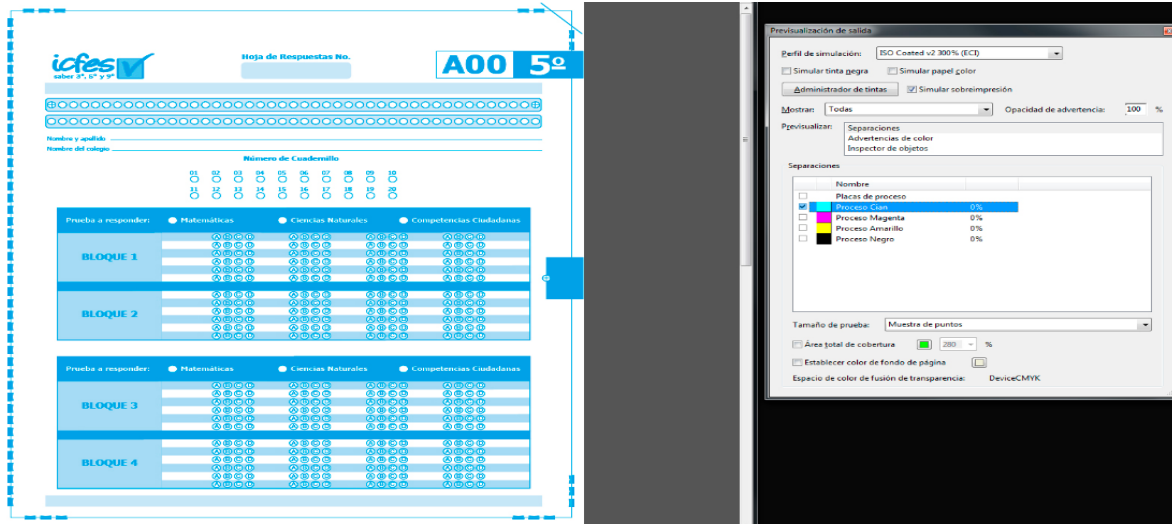 icfes
saber 3°, 5° y 9°
Hoja de Respuestas No.
A00 5º
Nombre y apellido
Nombre del colegio
Número de Cuadernillo
01 02 03 04 05 06 07 08 09 10
11 12 13 14 15 16 17 18 19 20
Prueba a responder: Matemáticas Ciencias Naturales Competencias Ciudadanas
A B C D A B C D A B C D A B C D
A B C D A B C D A B C D A B C D
A B C D A B C D A B C D A B C D
BLOQUE 1
A B C D A B C D A B C D A B C D
A B C D A B C D A B C D A B C D
A B C D A B C D A B C D A B C D
A B C D A B C D A B C D A B C D
A B C D A B C D A B C D A B C D
BLOQUE 2
A B C D A B C D A B C D A B C D
A B C D A B C D A B C D A B C D
A B C D A B C D A B C D A B C D
A B C D A B C D A B C D A B C D
Prueba a responder: Matemáticas Ciencias Naturales Competencias Ciudadanas
A B C D A B C D A B C D A B C D
A B C D A B C D A B C D A B C D
A B C D A B C D A B C D A B C D
BLOQUE 3
A B C D A B C D A B C D A B C D
A B C D A B C D A B C D A B C D
A B C D A B C D A B C D A B C D
A B C D A B C D A B C D A B C D
A B C D A B C D A B C D A B C D
A B C D A B C D A B C D A B C D
BLOQUE 4
A B C D A B C D A B C D A B C D
A B C D A B C D A B C D A B C D
A B C D A B C D A B C D A B C D
Previsualización de salida
Perfil de simulación: ISO Coated v2 300% (ECI)
Simular tinta negra Simular papel color
Administrador de tintas Simular sobreimpresión
Mostrar: Todas Opacidad de advertencia: 100 %
Previsualizar: Separaciones
Advertencias de color
Inspector de objetos
Separaciones
Nombre
Placas de proceso
Proceso Cian 0%
Proceso Magenta 0%
Proceso Amarillo 0%
Proceso Negro 0%
Tamaño de prueba: Muestra de puntos
Área total de cobertura 280 %
Establecer color de fondo de página
Espacio de color de fusión de transparencia: DeviceCMYK